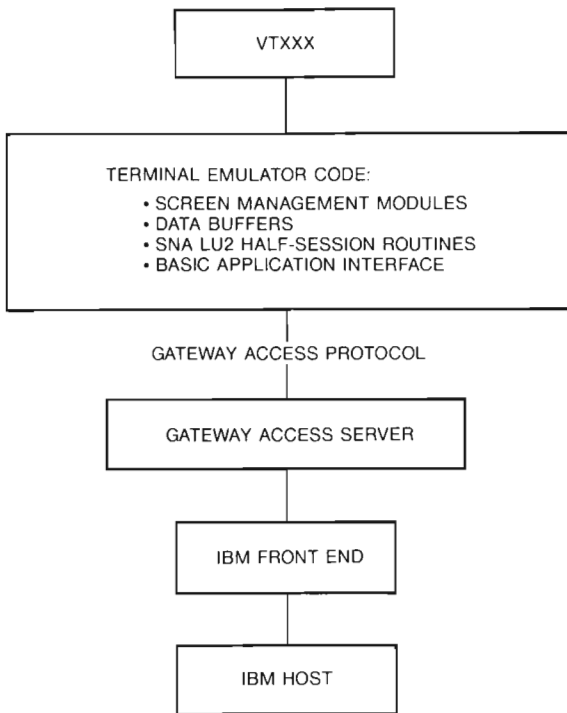 VTXXX
TERMINAL EMULATOR CODE:
• SCREEN MANAGEMENT MODULES
• DATA BUFFERS
• SNA LU2 HALF-SESSION ROUTINES
• BASIC APPLICATION INTERFACE
GATEWAY ACCESS PROTOCOL
GATEWAY ACCESS SERVER
IBM FRONT END
IBM HOST